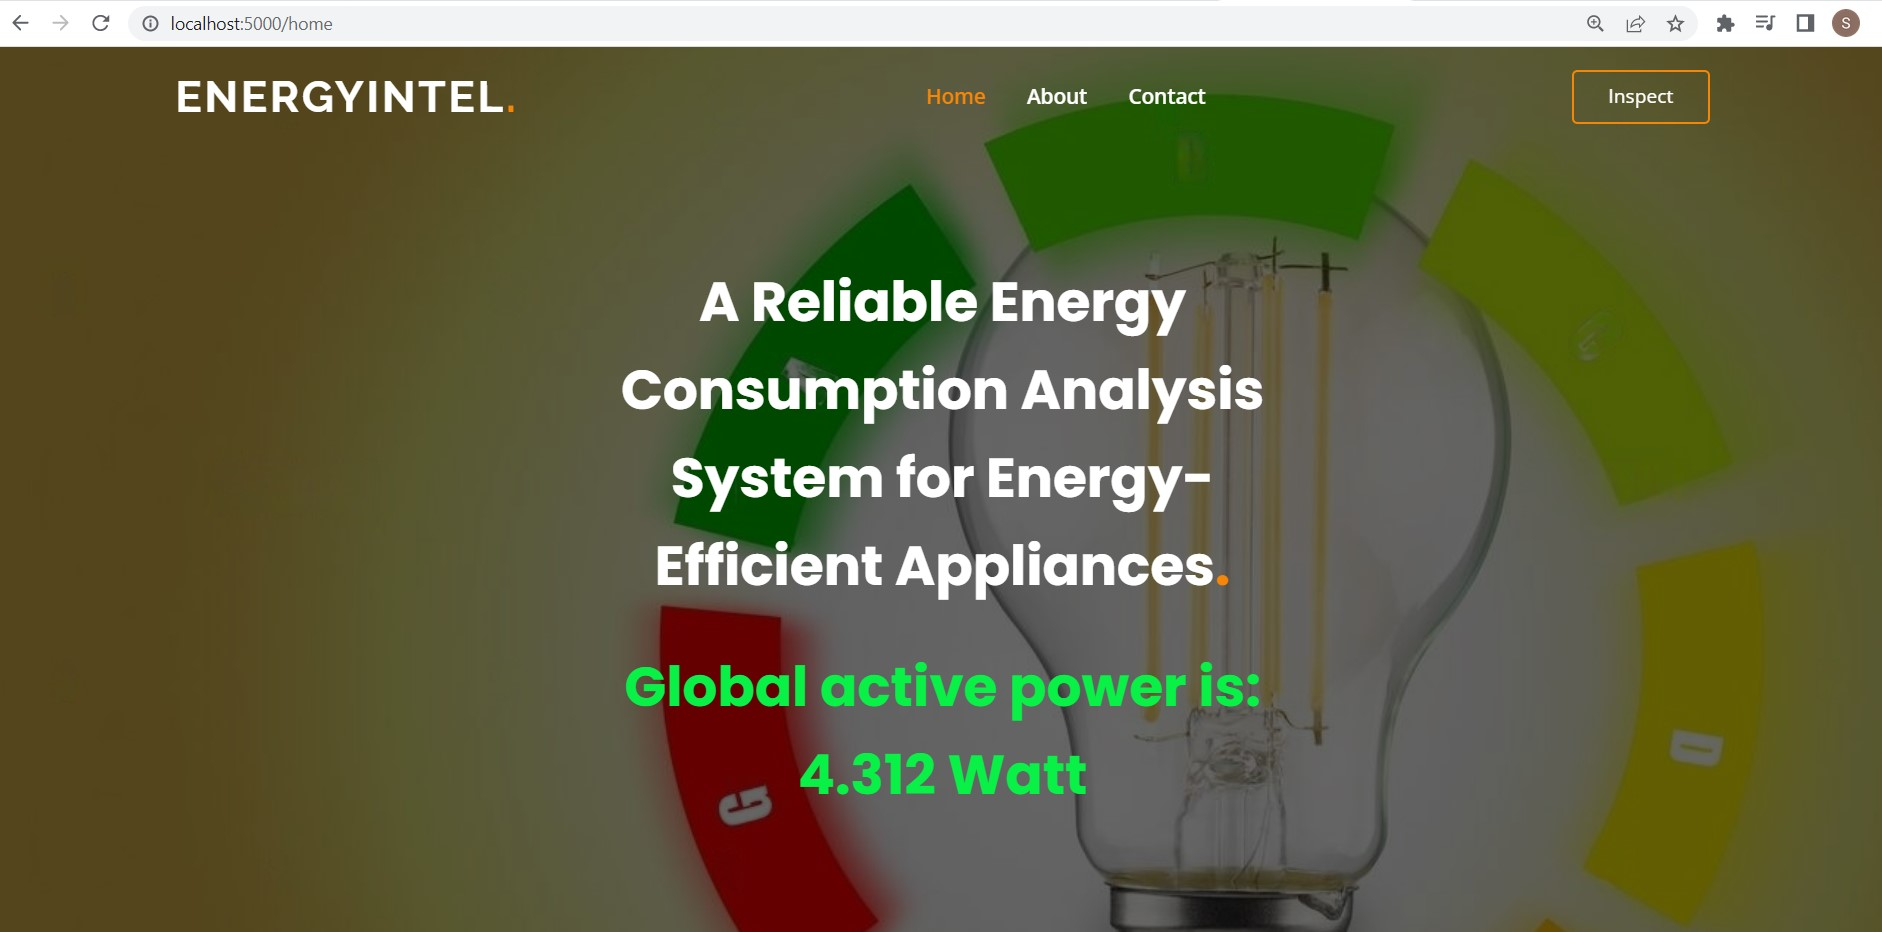 localhost:5000/home
S
ENERGYINTEL.
Home
About
Contact
Inspect
A Reliable Energy
Consumption Analysis
System for Energy-
Efficient Appliances.
Global active power is:
4.312 Watt
D
G